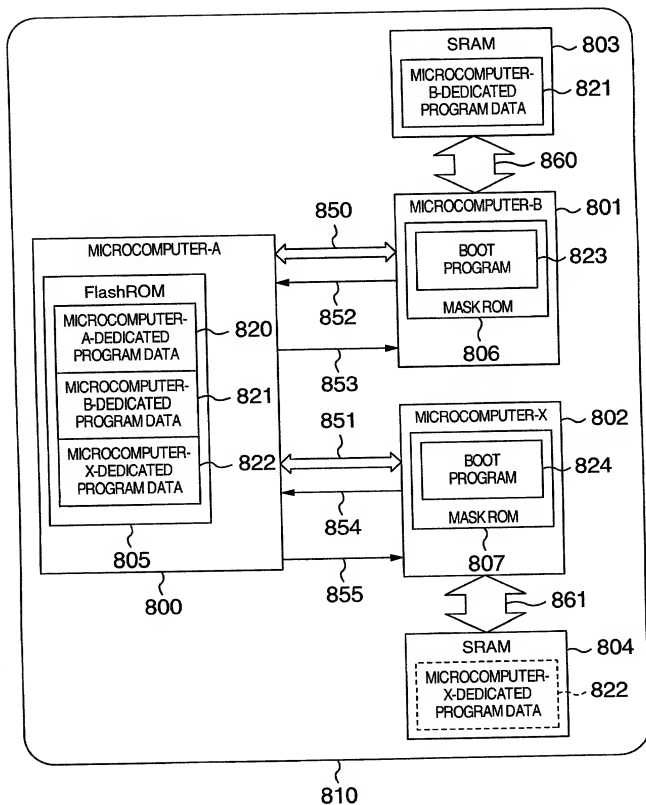 SRAM
803
MICROCOMPUTER-
B-DEDICATED
PROGRAM DATA
821
860
MICROCOMPUTER-B
801
BOOT
PROGRAM
823
MASK ROM
806
850
852
853
MICROCOMPUTER-A
FlashROM
MICROCOMPUTER-
A-DEDICATED
PROGRAM DATA
820
MICROCOMPUTER-
B-DEDICATED
PROGRAM DATA
821
MICROCOMPUTER-
X-DEDICATED
PROGRAM DATA
822
805
800
851
854
855
MICROCOMPUTER-X
802
BOOT
PROGRAM
824
MASK ROM
807
861
SRAM
804
MICROCOMPUTER-
X-DEDICATED
PROGRAM DATA
822
810